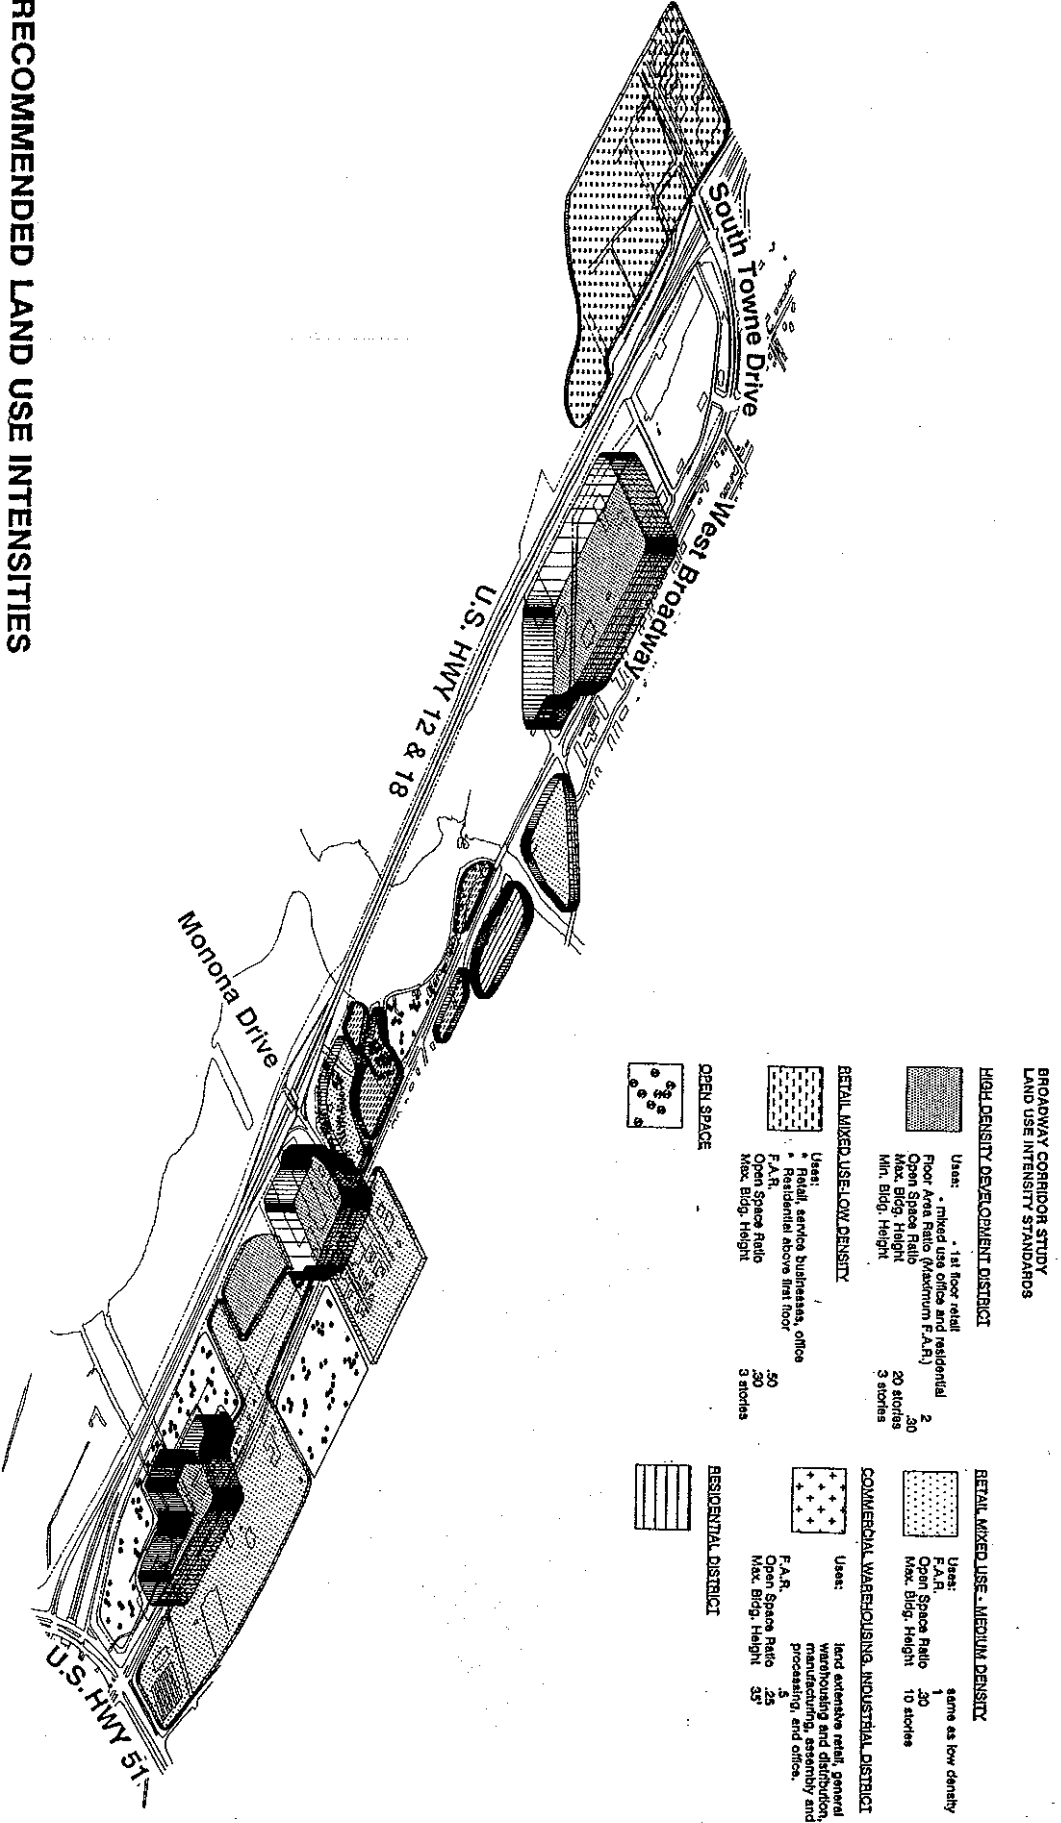 BROADWAY CORRIDOR STUDY
LAND USE INTENSITY STANDARDS
HIGH DENSITY DEVELOPMENT DISTRICT
Uses: • 1st floor retail
• mixed use office and residential
Floor Area Ratio (Maximum F.A.R.) 2
Open Space Ratio .30
Max. Bldg. Height 20 stories
Min. Bldg. Height 3 stories
RETAIL MIXED USE-LOW DENSITY
Uses:
* Retail, service businesses, office
* Residential above first floor
F.A.R. .50
Open Space Ratio .30
Max. Bldg. Height 3 stories
OPEN SPACE
RETAIL MIXED USE - MEDIUM DENSITY
Uses: same as low density
F.A.R. 1
Open Space Ratio .30
Max. Bldg. Height 10 stories
COMMERCIAL WAREHOUSING, INDUSTRIAL DISTRICT
Uses: land extensive retail, general
warehousing and distribution,
manufacturing, assembly and
processing, and office.
F.A.R. .5
Open Space Ratio .25
Max. Bldg. Height 35'
RESIDENTIAL DISTRICT
South Towne Drive
West Broadway
U.S. HWY 12 & 18
Monona Drive
U.S. HWY 51
RECOMMENDED LAND USE INTENSITIES